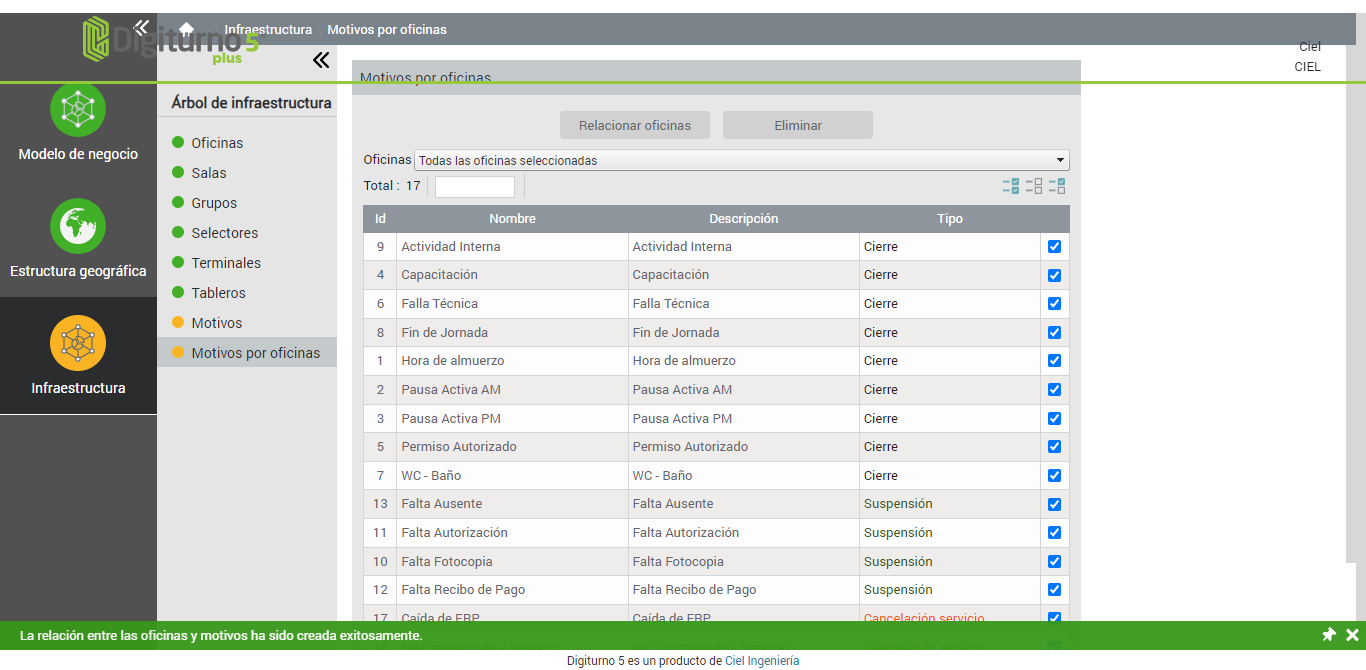 Digiturno 5
plus
Infraestructura
Motivos por oficinas
Ciel
CIEL
Modelo de negocio
Estructura geográfica
Infraestructura
Árbol de infraestructura
Oficinas
Salas
Grupos
Selectores
Terminales
Tableros
Motivos
Motivos por oficinas
Motivos por oficinas
Relacionar oficinas Eliminar
Oficinas Todas las oficinas seleccionadas
Total : 17
Id Nombre Descripción Tipo
9 Actividad Interna Actividad Interna Cierre
4 Capacitación Capacitación Cierre
6 Falla Técnica Falla Técnica Cierre
8 Fin de Jornada Fin de Jornada Cierre
1 Hora de almuerzo Hora de almuerzo Cierre
2 Pausa Activa AM Pausa Activa AM Cierre
3 Pausa Activa PM Pausa Activa PM Cierre
5 Permiso Autorizado Permiso Autorizado Cierre
7 WC - Baño WC - Baño Cierre
13 Falta Ausente Falta Ausente Suspensión
11 Falta Autorización Falta Autorización Suspensión
10 Falta Fotocopia Falta Fotocopia Suspensión
12 Falta Recibo de Pago Falta Recibo de Pago Suspensión
17 Caída de ERP Caída de ERP Cancelación servicio
La relación entre las oficinas y motivos ha sido creada exitosamente.
Digiturno 5 es un producto de Ciel Ingeniería